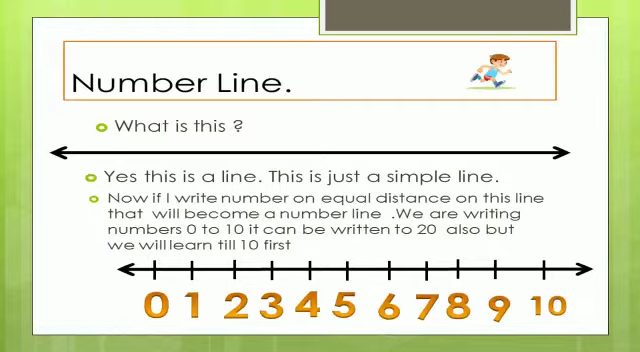 Number Line.
What is this ?
Yes this is a line. This is just a simple line.
Now if I write number on equal distance on this line
that will become a number line .We are writing
numbers 0 to 10 it can be written to 20 also but
we will learn till 10 first
0 1 2 3 4 5 6 7 8 9 10